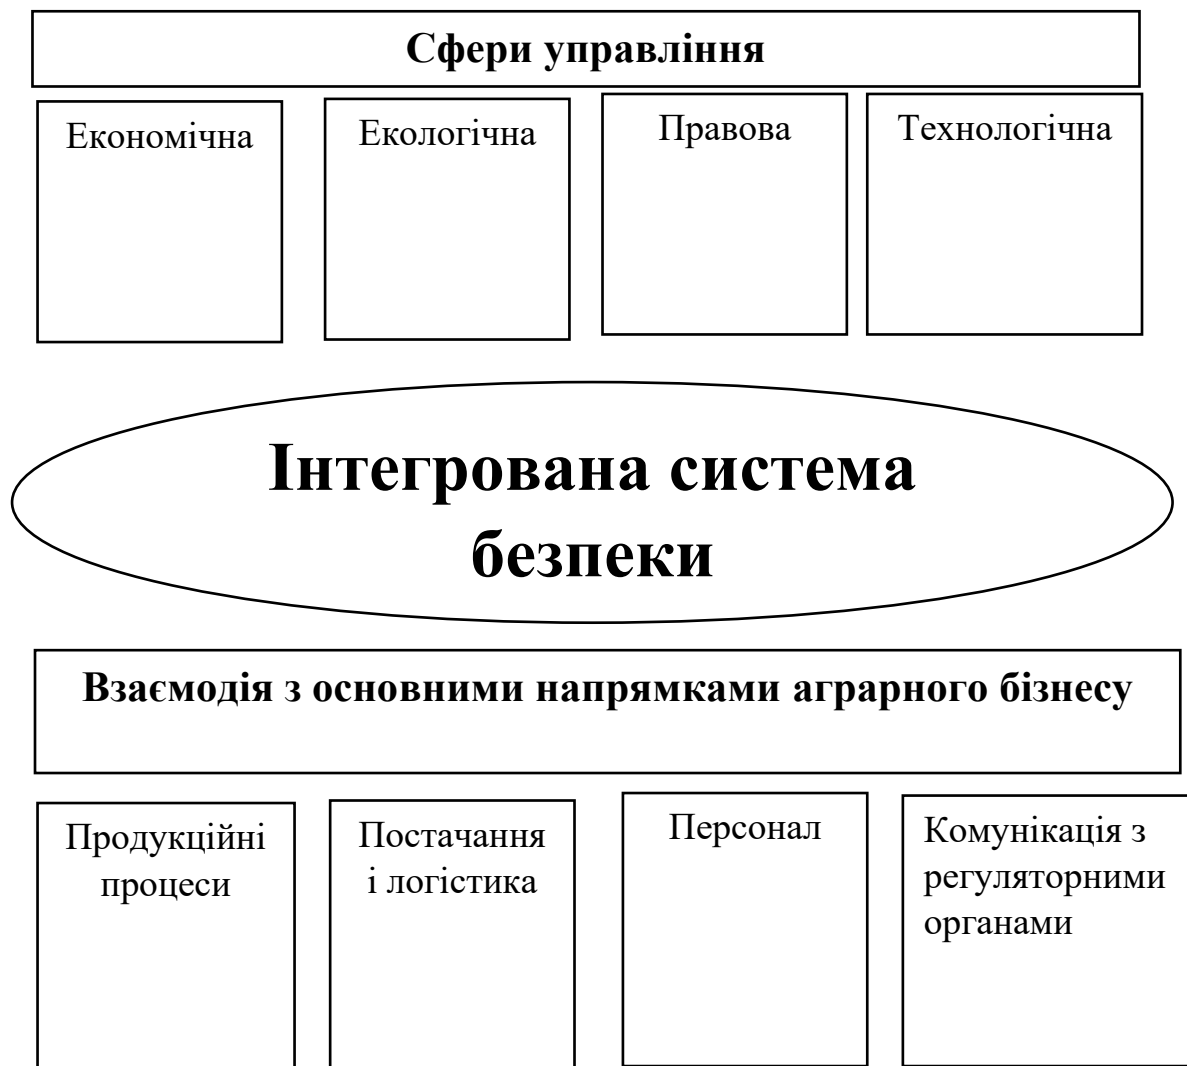 Сфери управління
Економічна
Екологічна
Правова
Технологічна
Інтегрована система
безпеки
Взаємодія з основними напрямками аграрного бізнесу
Продукційні
процеси
Постачання
і логістика
Персонал
Комунікація з
регуляторними
органами